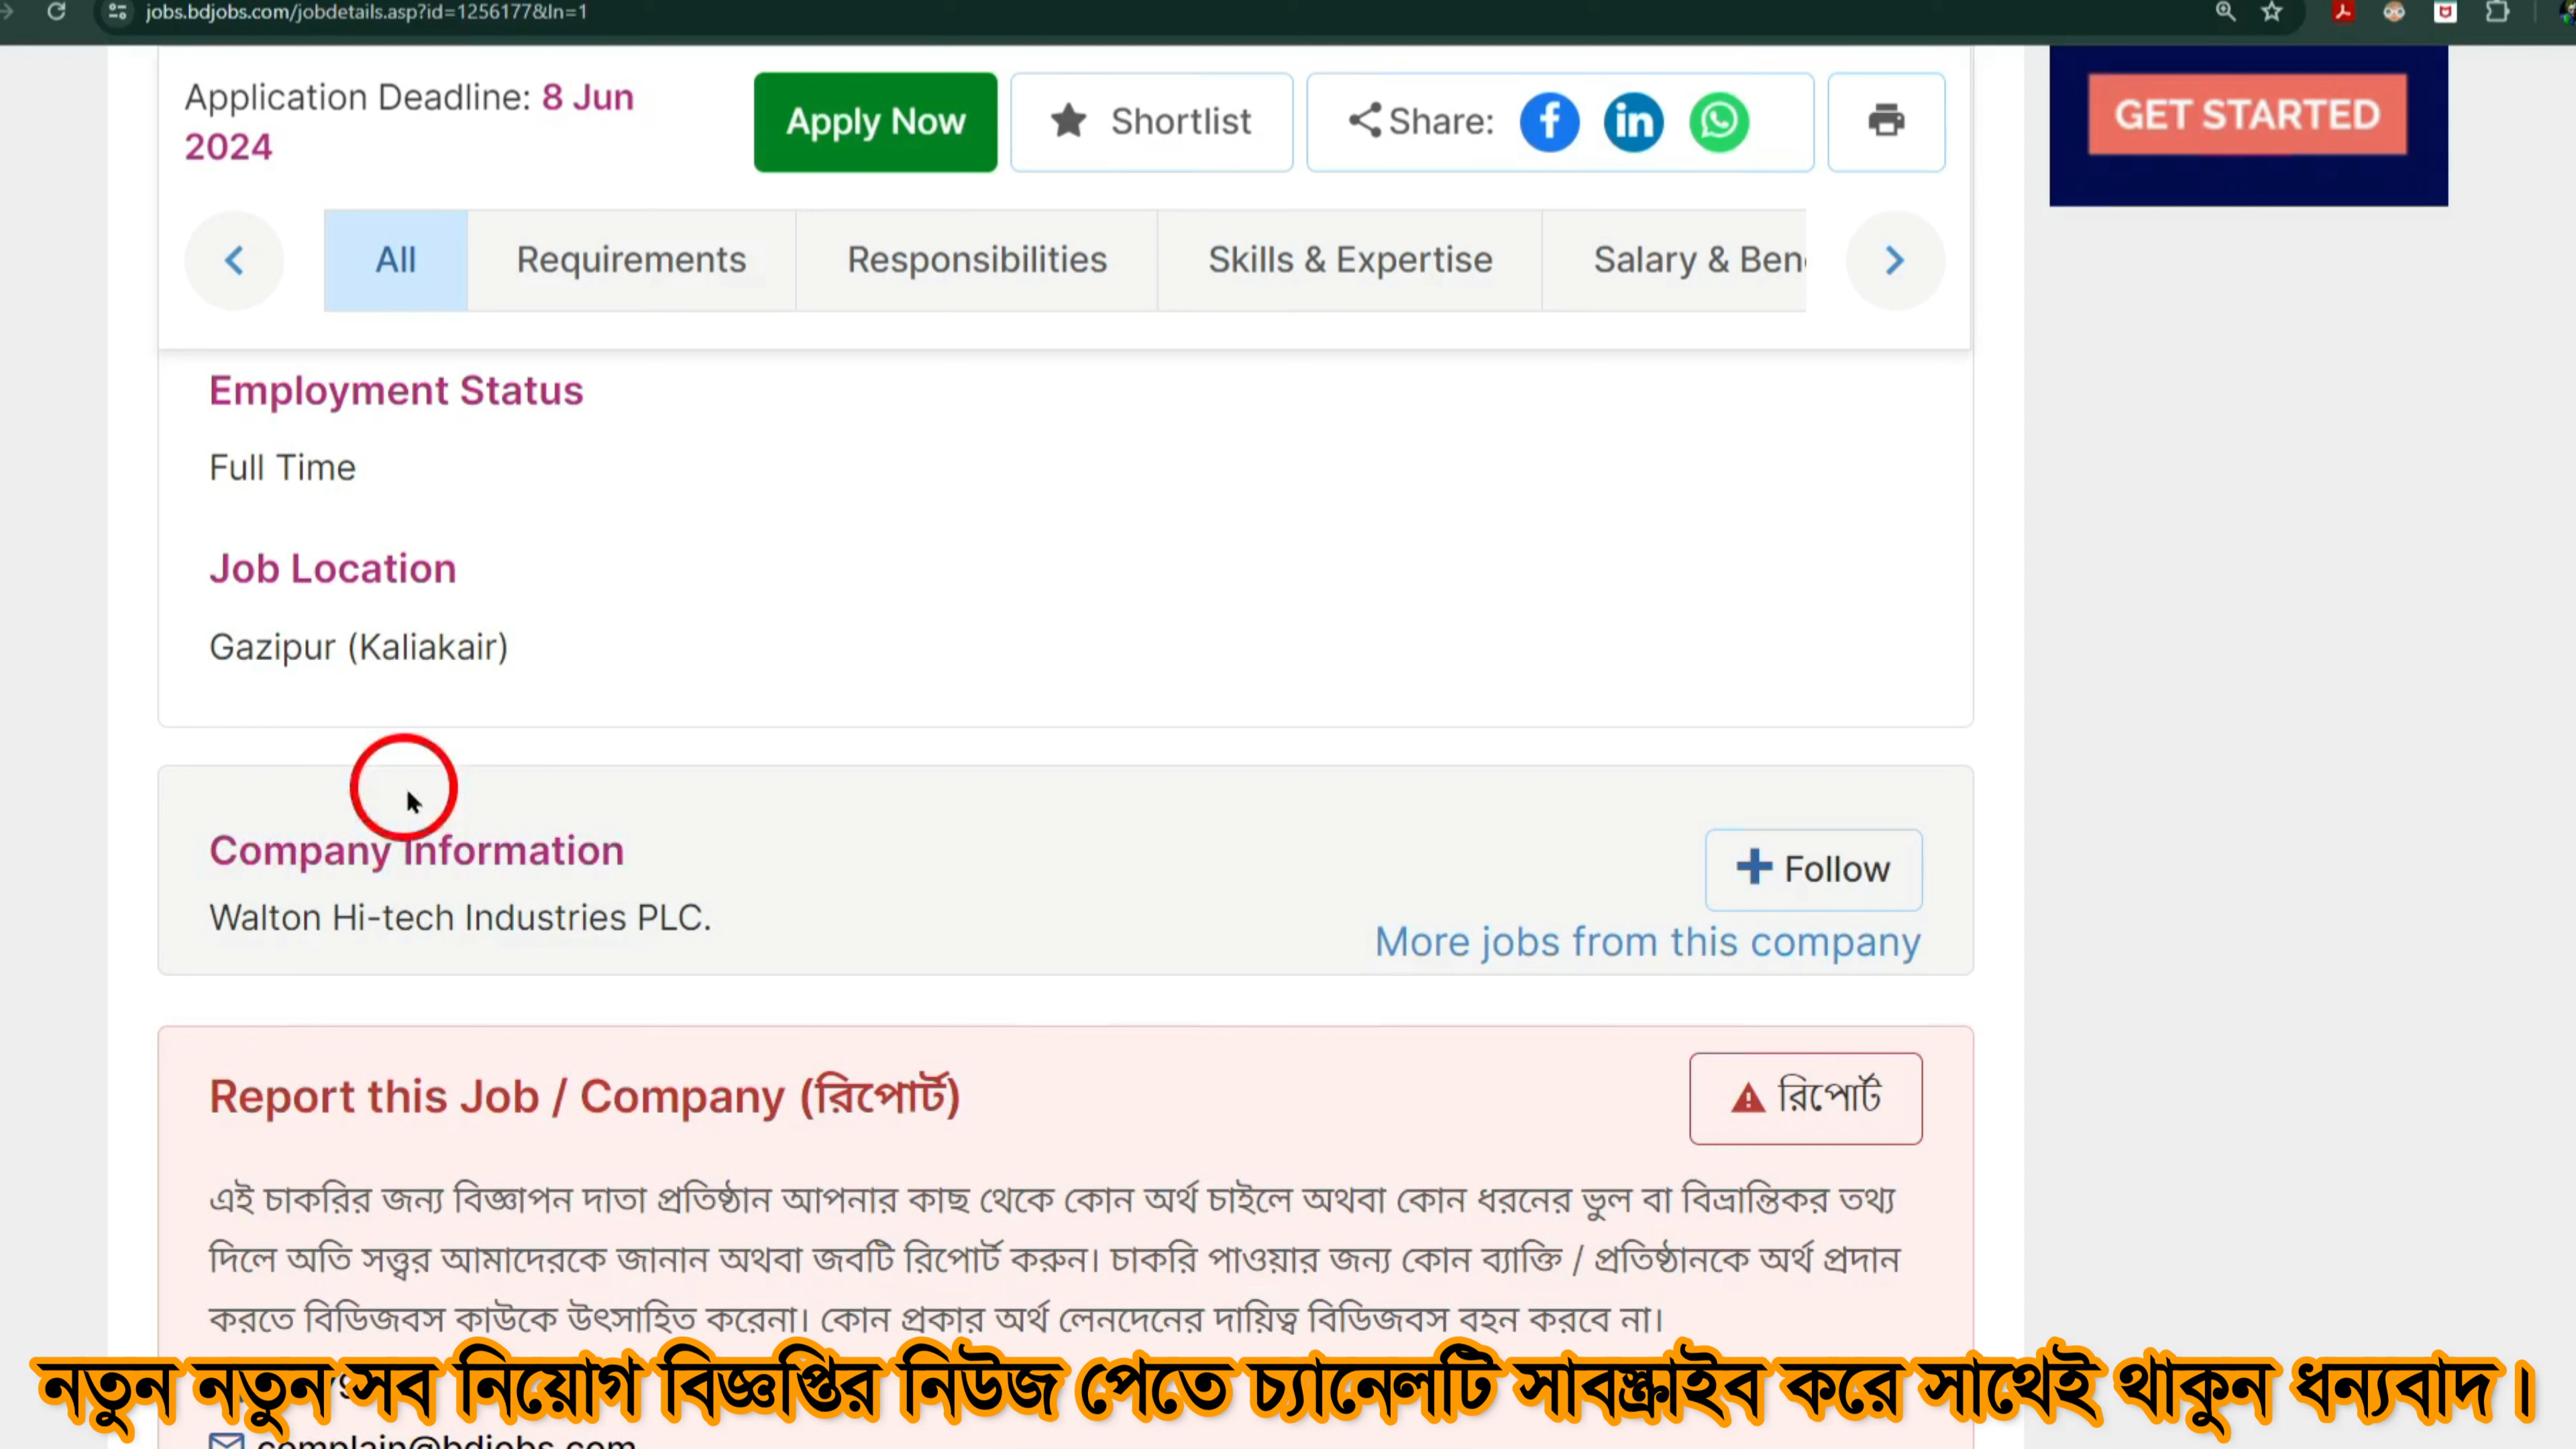 jobs.bdjobs.com/jobdetails.asp?id=1256177&ln=1
Application Deadline: 8 Jun
2024
Apply Now
Shortlist
Share:
GET STARTED
All
Requirements
Responsibilities
Skills & Expertise
Salary & Ben
Employment Status
Full Time
Job Location
Gazipur (Kaliakair)
Company Information
Follow
Walton Hi-tech Industries PLC.
More jobs from this company
Report this Job / Company (রিপোর্ট)
রিপোর্ট
এই চাকরির জন্য বিজ্ঞাপন দাতা প্রতিষ্ঠান আপনার কাছ থেকে কোন অর্থ চাইলে অথবা কোন ধরনের ভুল বা বিভ্রান্তিকর তথ্য
দিলে অতি সত্ত্বর আমাদেরকে জানান অথবা জবটি রিপোর্ট করুন। চাকরি পাওয়ার জন্য কোন ব্যাক্তি / প্রতিষ্ঠানকে অর্থ প্রদান
করতে বিডিজবস কাউকে উৎসাহিত করেনা। কোন প্রকার অর্থ লেনদেনের দায়িত্ব বিডিজবস বহন করবে না।
নতুন নতুন সব নিয়োগ বিজ্ঞপ্তির নিউজ পেতে চ্যানেলটি সাবস্ক্রাইব করে সাথেই থাকুন ধন্যবাদ।
complain@bdjobs.com